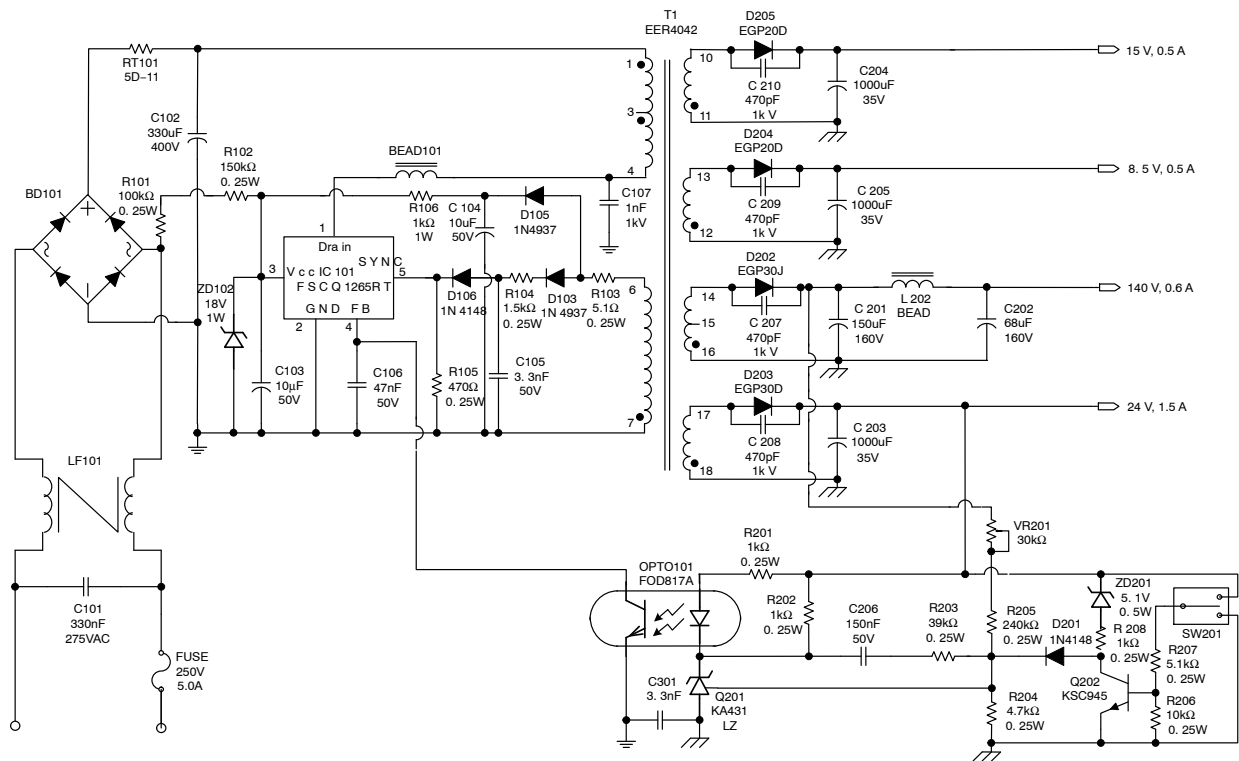 T1
EER4042
D205
EGP20D
RT101
5D–11
1
10
C 210
470pF
1k V
C204
1000uF
35V
15 V, 0.5 A
C102
330uF
400V
3
11
BEAD101
D204
EGP20D
R102
150kΩ
0. 25W
4
13
C 209
470pF
1k V
C 205
1000uF
35V
8. 5 V, 0.5 A
BD101
R101
100kΩ
0. 25W
R106
1kΩ
1W
C 104
10uF
50V
D105
1N4937
C107
1nF
1kV
12
1
Dra in
SYNC
Vcc IC 101
FSCQ 1265R T
GND FB
3
5
2
4
D202
EGP30J
ZD102
18V
1W
D106
1N 4148
R104
1.5kΩ
0. 25W
D103
1N 4937
R103
5.1Ω
0. 25W
6
14
15
16
C 207
470pF
1k V
C 201
150uF
160V
L 202
BEAD
C202
68uF
160V
140 V, 0.6 A
C103
10μF
50V
C106
47nF
50V
R105
470Ω
0. 25W
C105
3. 3nF
50V
D203
EGP30D
7
17
C 208
470pF
1k V
C 203
1000uF
35V
24 V, 1.5 A
18
LF101
VR201
30kΩ
R201
1kΩ
0. 25W
OPTO101
FOD817A
C101
330nF
275VAC
R202
1kΩ
0. 25W
C206
150nF
50V
R203
39kΩ
0. 25W
R205
240kΩ
0. 25W
D201
1N4148
ZD201
5. 1V
0. 5W
R 208
1kΩ
0. 25W
SW201
FUSE
250V
5.0A
C301
3. 3nF
Q201
KA431
LZ
R204
4.7kΩ
0. 25W
Q202
KSC945
R207
5.1kΩ
0. 25W
R206
10kΩ
0. 25W